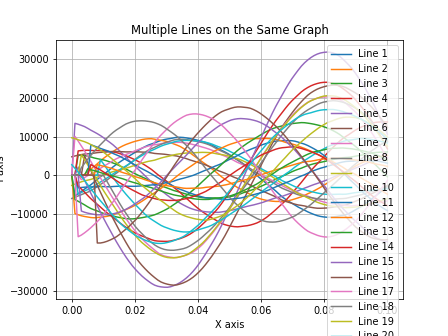 Multiple Lines on the Same Graph
30000
20000
10000
0
−10000
−20000
−30000
0.00
0.02
0.04
0.06
0.08
X axis
Line 1
Line 2
Line 3
Line 4
Line 5
Line 6
Line 7
Line 8
Line 9
Line 10
Line 11
Line 12
Line 13
Line 14
Line 15
Line 16
Line 17
Line 18
Line 19
Line 20